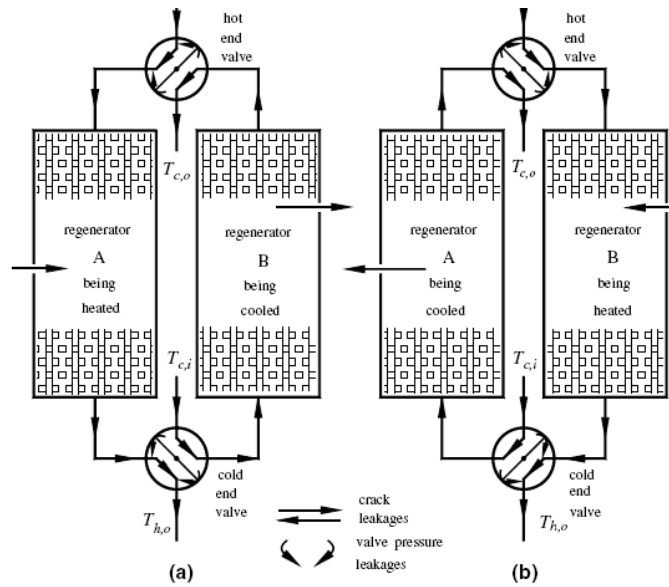 hot
end
valve
T_{c,o}
regenerator
A
being
heated
regenerator
B
being
cooled
T_{c,i}
cold
end
valve
T_{h,o}
(a)
hot
end
valve
T_{c,o}
regenerator
A
being
cooled
regenerator
B
being
heated
T_{c,i}
cold
end
valve
T_{h,o}
(b)
crack
leakages
valve pressure
leakages